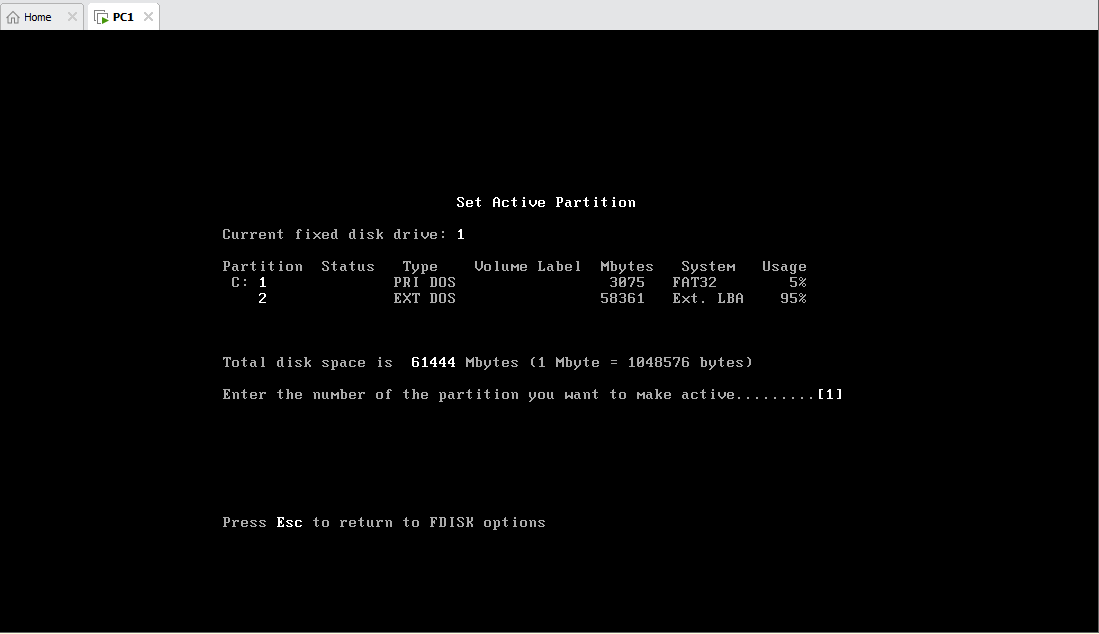 Home
PC1
Set Active Partition
Current fixed disk drive: 1
Partition Status Type Volume Label Mbytes System Usage
C: 1 PRI DOS 3075 FAT32 5%
2 EXT DOS 58361 Ext. LBA 95%
Total disk space is 61444 Mbytes (1 Mbyte = 1048576 bytes)
Enter the number of the partition you want to make active.........[1]
Press Esc to return to FDISK options